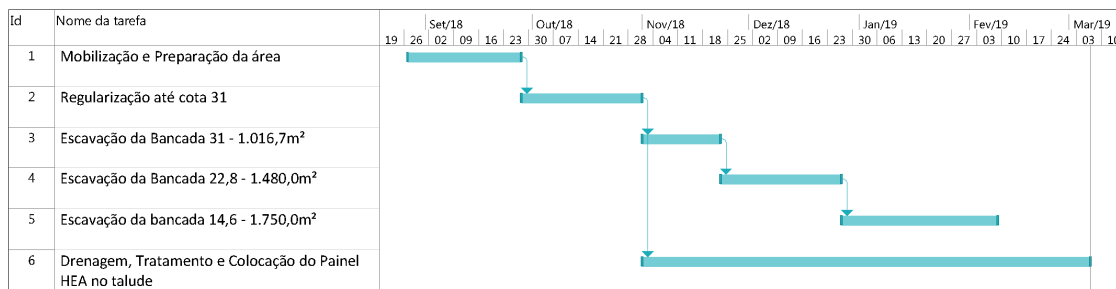 Id Nome da tarefa Set/18 Out/18 Nov/18 Dez/18 Jan/19 Fev/19 Mar/19
19 26 02 09 16 23 30 07 14 21 28 04 11 18 25 02 09 16 23 30 06 13 20 27 03 10 17 24 03 10
1 Mobilização e Preparação da área
2 Regularização até cota 31
3 Escavação da Bancada 31 - 1.016,7m²
4 Escavação da Bancada 22,8 - 1.480,0m²
5 Escavação da bancada 14,6 - 1.750,0m²
6 Drenagem, Tratamento e Colocação do Painel
HEA no talude